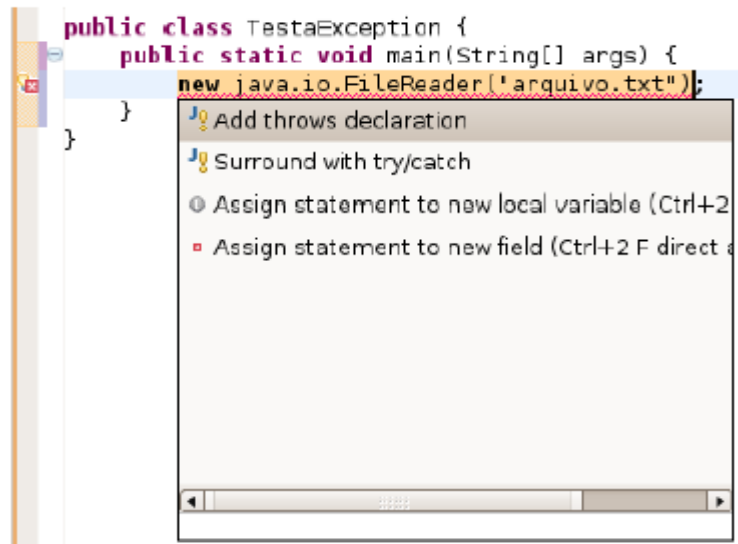 public class TestaException {
public static void main(String[] args) {
new java.io.FileReader("arquivo.txt");
}
}
Add throws declaration
Surround with try/catch
Assign statement to new local variable (Ctrl+2
Assign statement to new field (Ctrl+2 F direct a